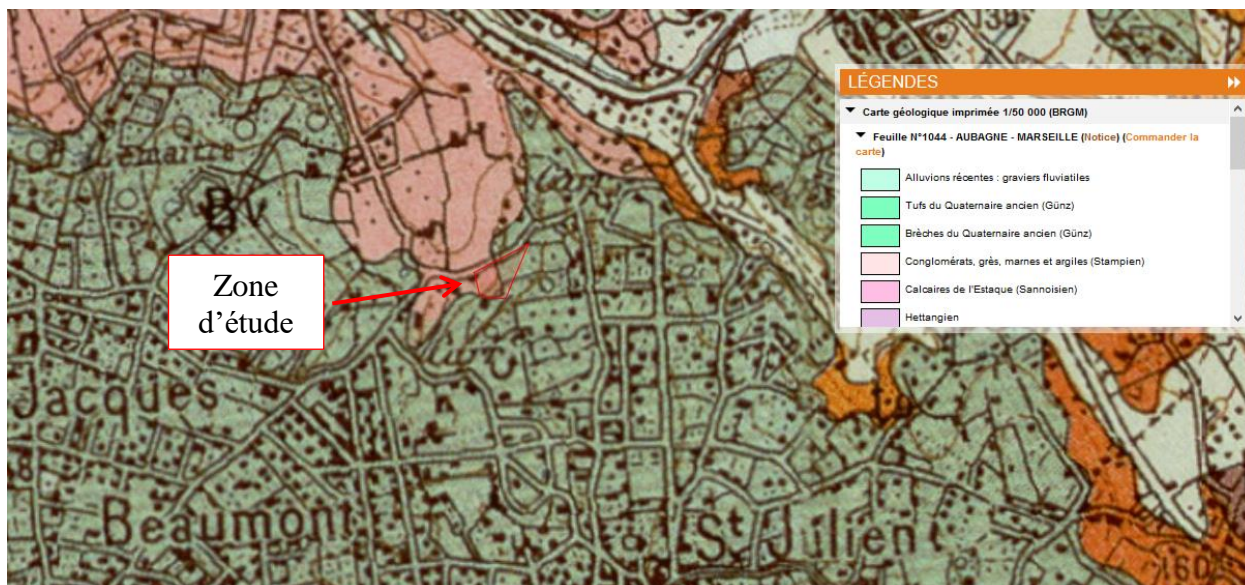 LÉGENDES
Carte géologique imprimée 1/50 000 (BRGM)
Feuille N°1044 - AUBAGNE - MARSEILLE (Notice) (Commander la
carte)
Alluvions récentes : graviers fluviatiles
Tufs du Quaternaire ancien (Günz)
Brèches du Quaternaire ancien (Günz)
Conglomérats, grès, marnes et argiles (Stampien)
Calcaires de l'Estaque (Sannoisien)
Hettangien
Zone
d'étude
Jacques
Beaumont
St Julien
160